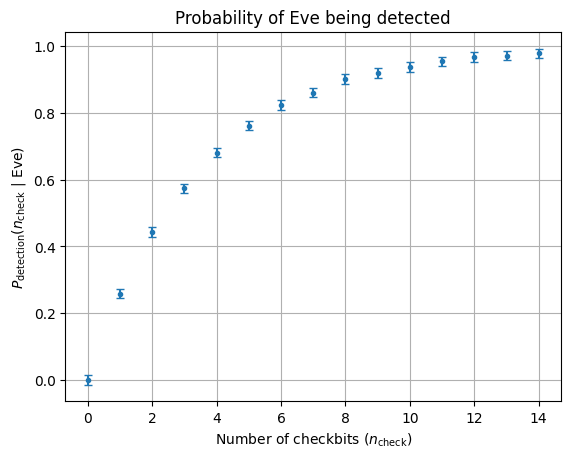 Probability of Eve being detected
P_detection(n_check | Eve)
1.0
0.8
0.6
0.4
0.2
0.0
0 2 4 6 8 10 12 14
Number of checkbits (n_check)